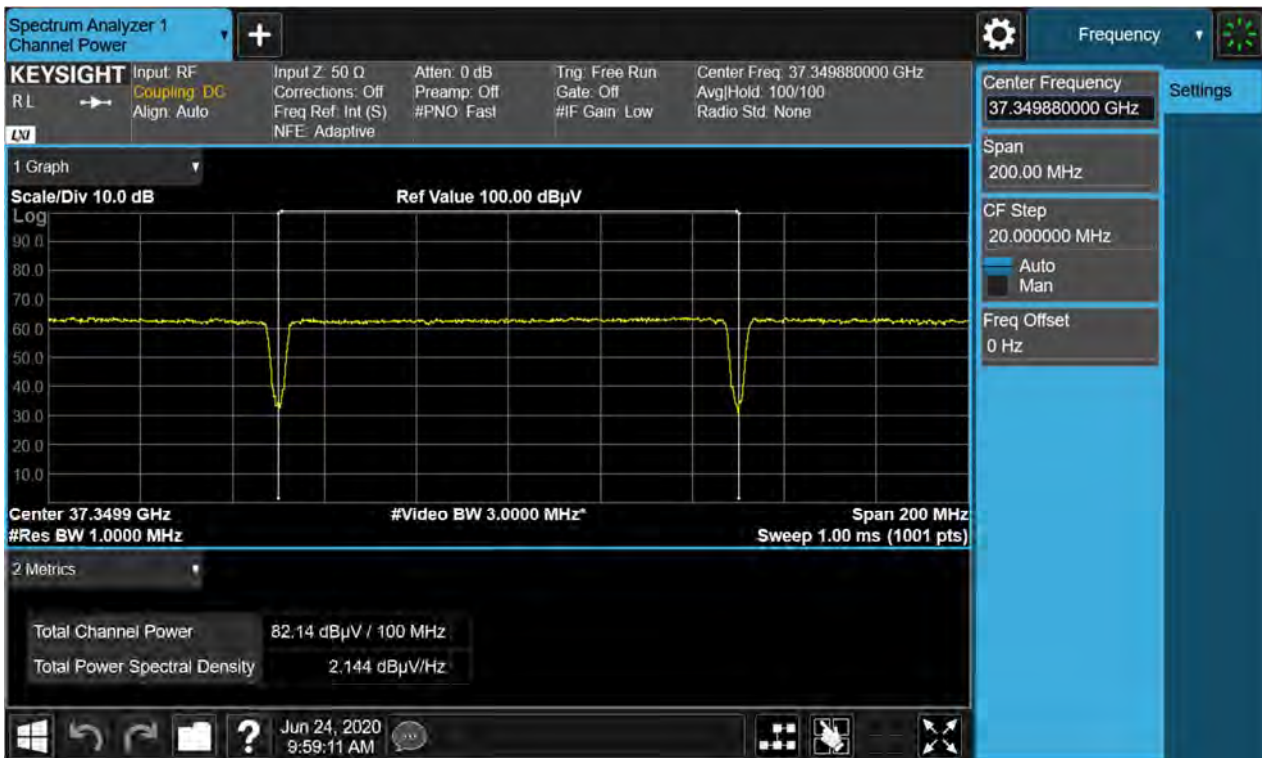 Spectrum Analyzer 1
Channel Power
+
Frequency
KEYSIGHT
RL
LXI
Input: RF
Coupling: DC
Align: Auto
Input Z: 50 Ω
Corrections: Off
Freq Ref: Int (S)
NFE: Adaptive
Atten: 0 dB
Preamp: Off
#PNO: Fast
Trig: Free Run
Gate: Off
#IF Gain: Low
Center Freq: 37.349880000 GHz
Avg|Hold: 100/100
Radio Std: None
Center Frequency
37.349880000 GHz
Settings
Span
200.00 MHz
CF Step
20.000000 MHz
Auto
Man
Freq Offset
0 Hz
1 Graph
Scale/Div 10.0 dB
Ref Value 100.00 dBµV
Log
90.0
80.0
70.0
60.0
50.0
40.0
30.0
20.0
10.0
Center 37.3499 GHz
#Video BW 3.0000 MHz*
Span 200 MHz
#Res BW 1.0000 MHz
Sweep 1.00 ms (1001 pts)
2 Metrics
Total Channel Power 82.14 dBµV / 100 MHz
Total Power Spectral Density 2.144 dBµV/Hz
?
Jun 24, 2020
9:59:11 AM